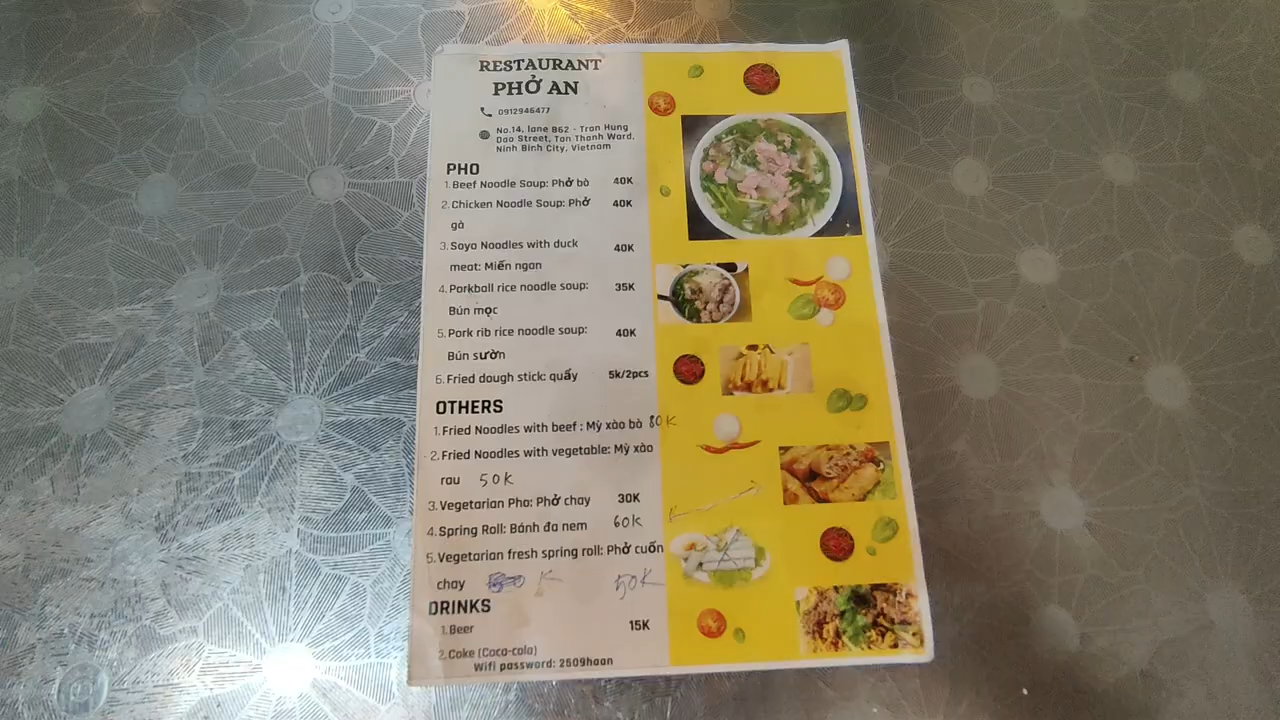 RESTAURANT
PHỞ AN
0912946477
No.14, lane 862 - Tran Hung
Dao Street, Tan Thanh Ward,
Ninh Binh City, Vietnam
PHO
1. Beef Noodle Soup: Phở bò 40K
2. Chicken Noodle Soup: Phở 40K
gà
3. Soya Noodles with duck 40K
meat: Miến ngan
4. Porkball rice noodle soup: 35K
Bún mọc
5. Pork rib rice noodle soup: 40K
Bún sườn
6. Fried dough stick: quẩy 5k/2pcs
OTHERS
1. Fried Noodles with beef : Mỳ xào bò 80K
2. Fried Noodles with vegetable: Mỳ xào
rau 50K
3. Vegetarian Pho: Phở chay 30K
4. Spring Roll: Bánh đa nem 60K
5. Vegetarian fresh spring roll: Phở cuốn
chay K 50K
DRINKS
1. Beer 15K
2. Coke (Coca-cola)
Wifi password: 2509haan